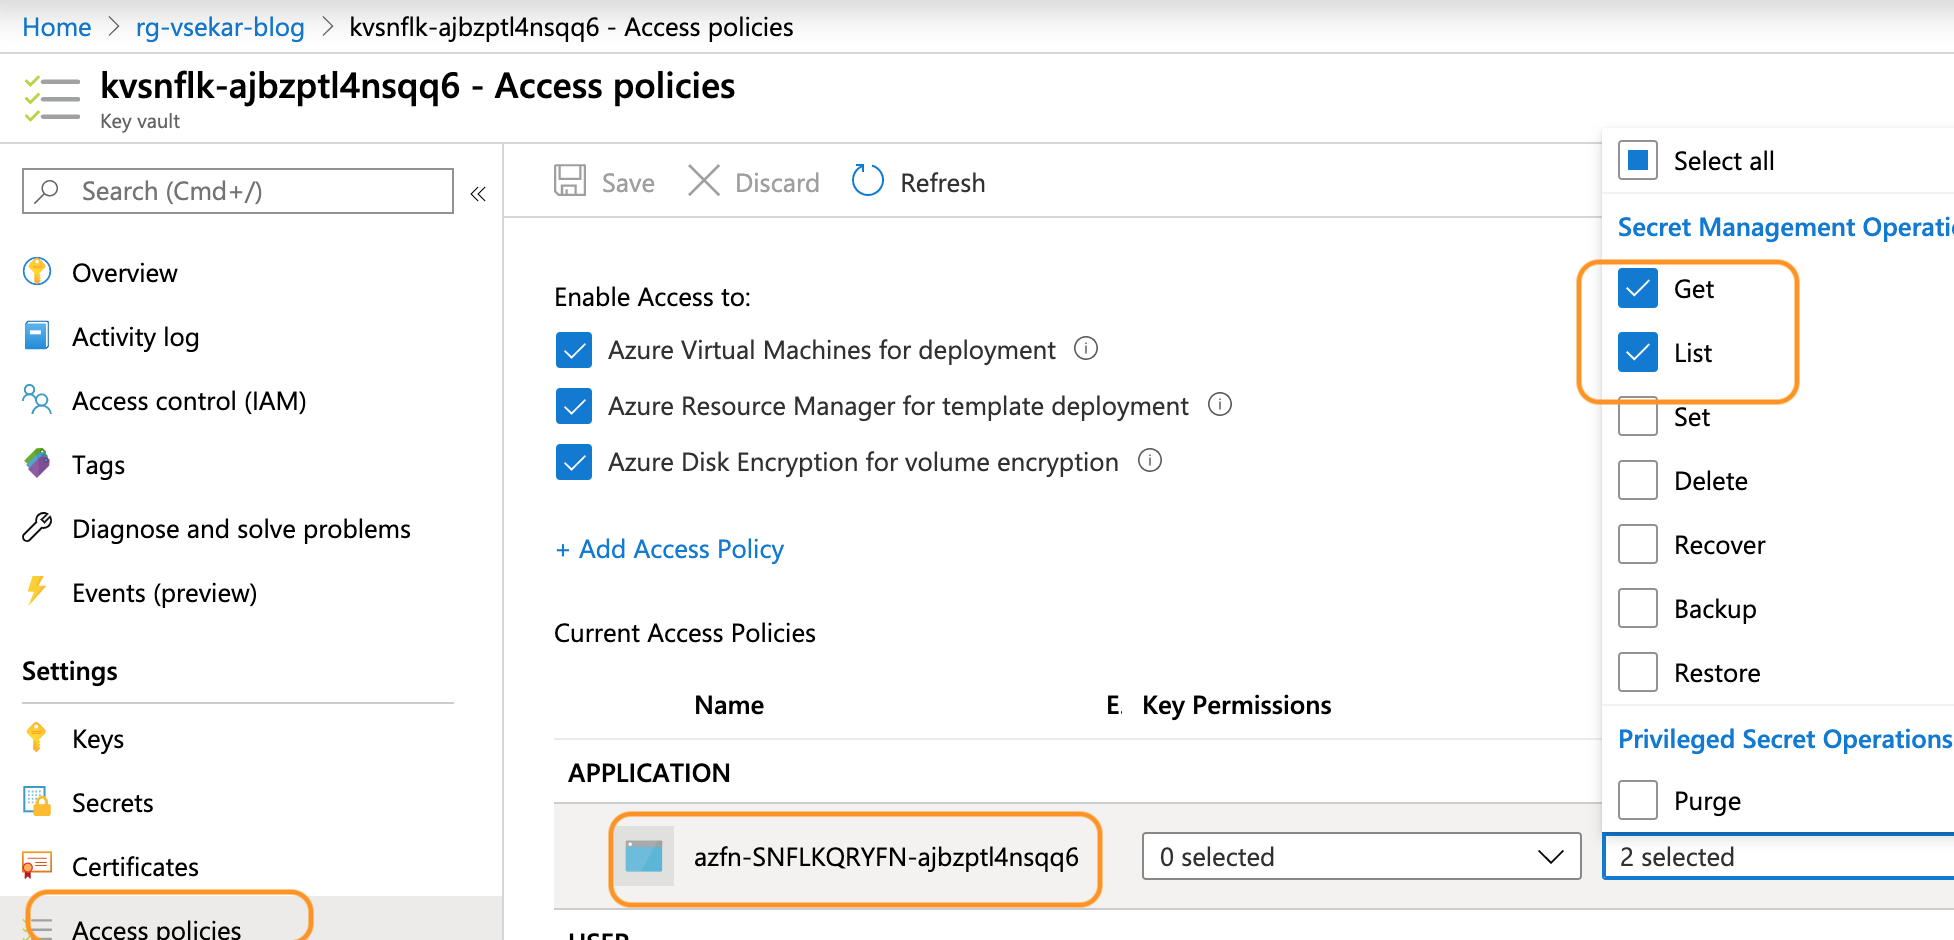 Home > rg-vsekar-blog > kvsnflk-ajbzptl4nsqq6 - Access policies
kvsnflk-ajbzptl4nsqq6 - Access policies
Key vault
Search (Cmd+/)
«
Overview
Activity log
Access control (IAM)
Tags
Diagnose and solve problems
Events (preview)
Settings
Keys
Secrets
Certificates
Access policies
Save Discard Refresh
Enable Access to:
Azure Virtual Machines for deployment
Azure Resource Manager for template deployment
Azure Disk Encryption for volume encryption
+ Add Access Policy
Current Access Policies
Name E. Key Permissions
APPLICATION
azfn-SNFLKQRYFN-ajbzptl4nsqq6 0 selected 2 selected
USER
Select all
Secret Management Operati
Get
List
Set
Delete
Recover
Backup
Restore
Privileged Secret Operations
Purge